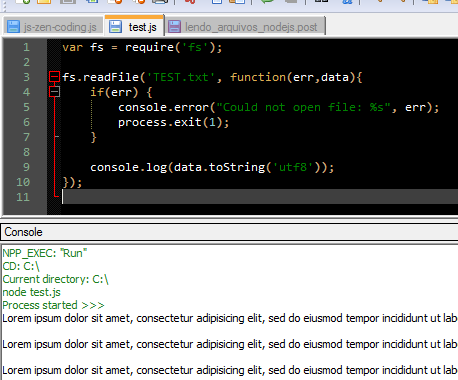 js-zen-coding.js test.js lendo_arquivos_nodejs.post
1 var fs = require('fs');
2
3 fs.readFile('TEST.txt', function(err,data){
4 if(err) {
5 console.error("Could not open file: %s", err);
6 process.exit(1);
7 }
8
9 console.log(data.toString('utf8'));
10 });
11
Console
NPP_EXEC: "Run"
CD: C:\
Current directory: C:\
node test.js
Process started >>>
Lorem ipsum dolor sit amet, consectetur adipisicing elit, sed do eiusmod tempor incididunt ut lab
Lorem ipsum dolor sit amet, consectetur adipisicing elit, sed do eiusmod tempor incididunt ut lab
Lorem ipsum dolor sit amet, consectetur adipisicing elit, sed do eiusmod tempor incididunt ut lab